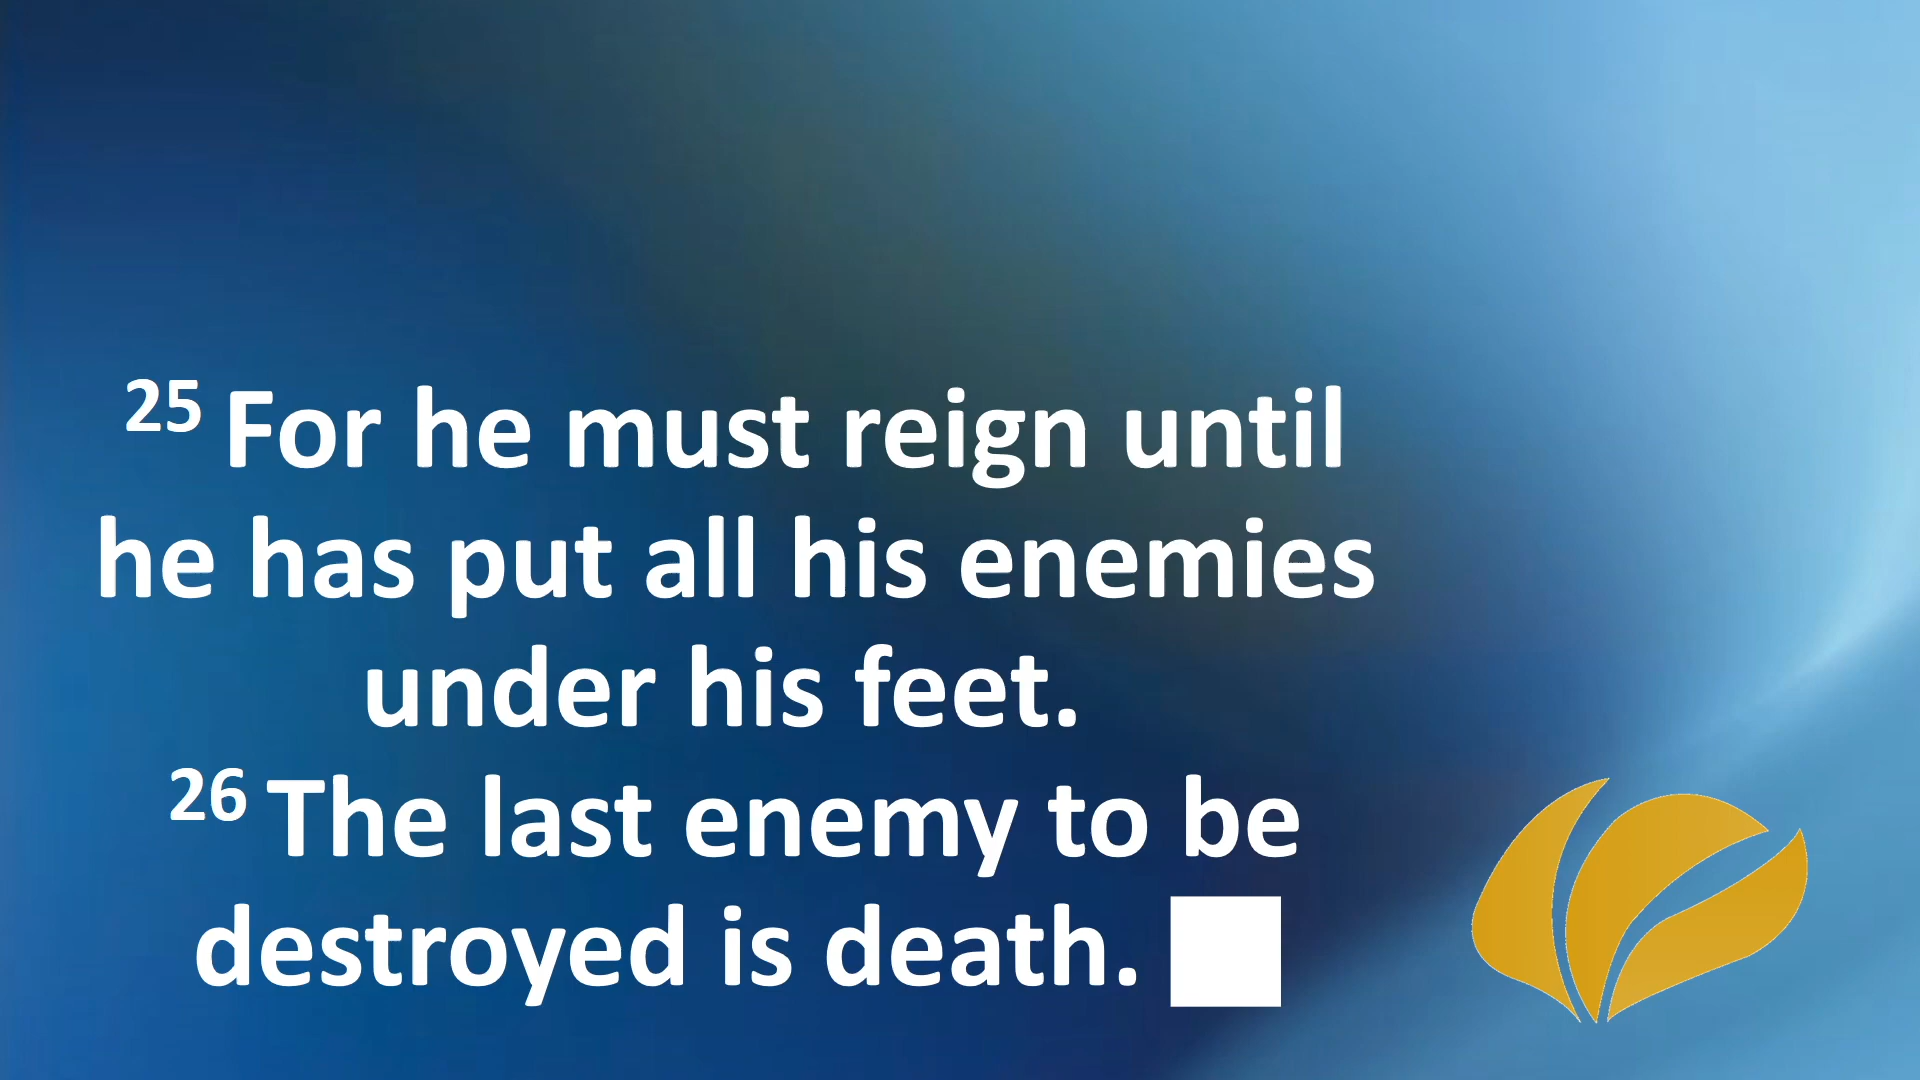 25 For he must reign until
he has put all his enemies
under his feet.
26 The last enemy to be
destroyed is death.